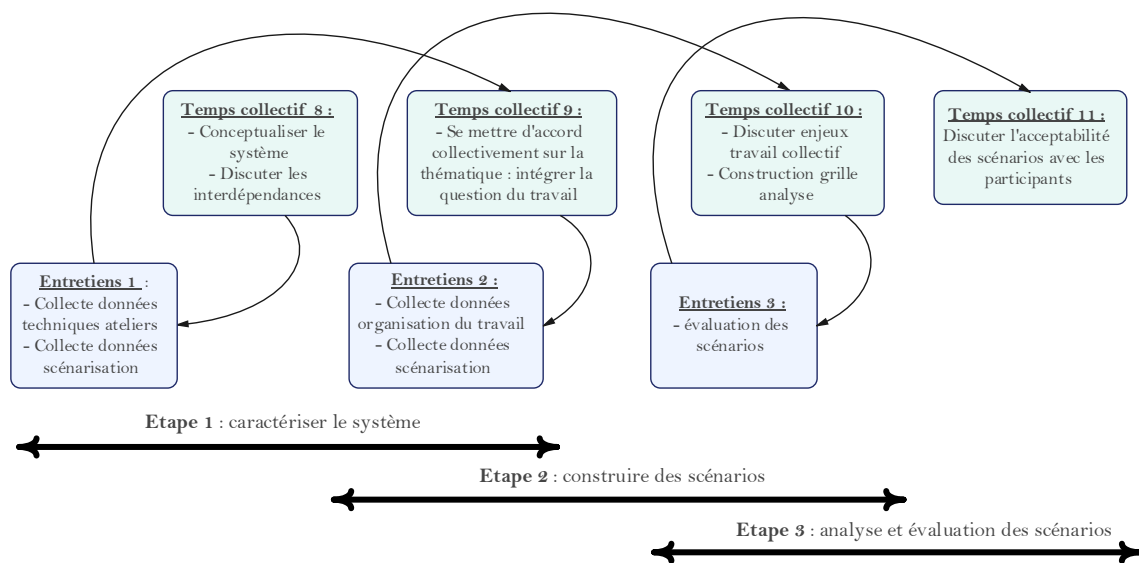 Temps collectif 8 :
- Conceptualiser le
système
- Discuter les
interdépendances
Temps collectif 9 :
- Se mettre d'accord
collectivement sur la
thématique : intégrer la
question du travail
Temps collectif 10 :
- Discuter enjeux
travail collectif
- Construction grille
analyse
Temps collectif 11 :
Discuter l'acceptabilité
des scénarios avec les
participants
Entretiens 1 :
- Collecte données
techniques ateliers
- Collecte données
scénarisation
Entretiens 2 :
- Collecte données
organisation du travail
- Collecte données
scénarisation
Entretiens 3 :
- évaluation des
scénarios
Etape 1 : caractériser le système
Etape 2 : construire des scénarios
Etape 3 : analyse et évaluation des scénarios